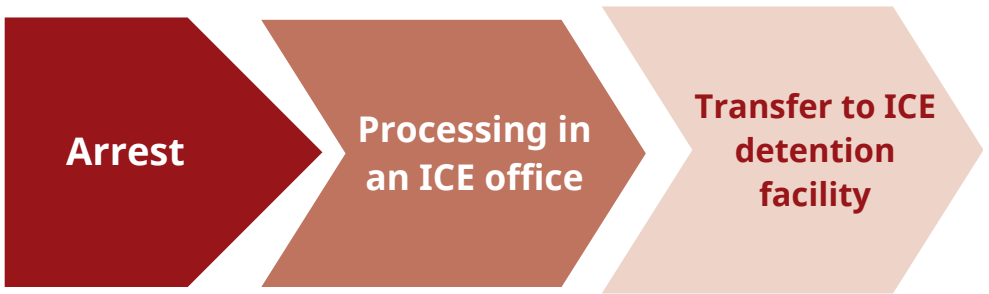 Arrest
Processing in
an ICE office
Transfer to ICE
detention
facility